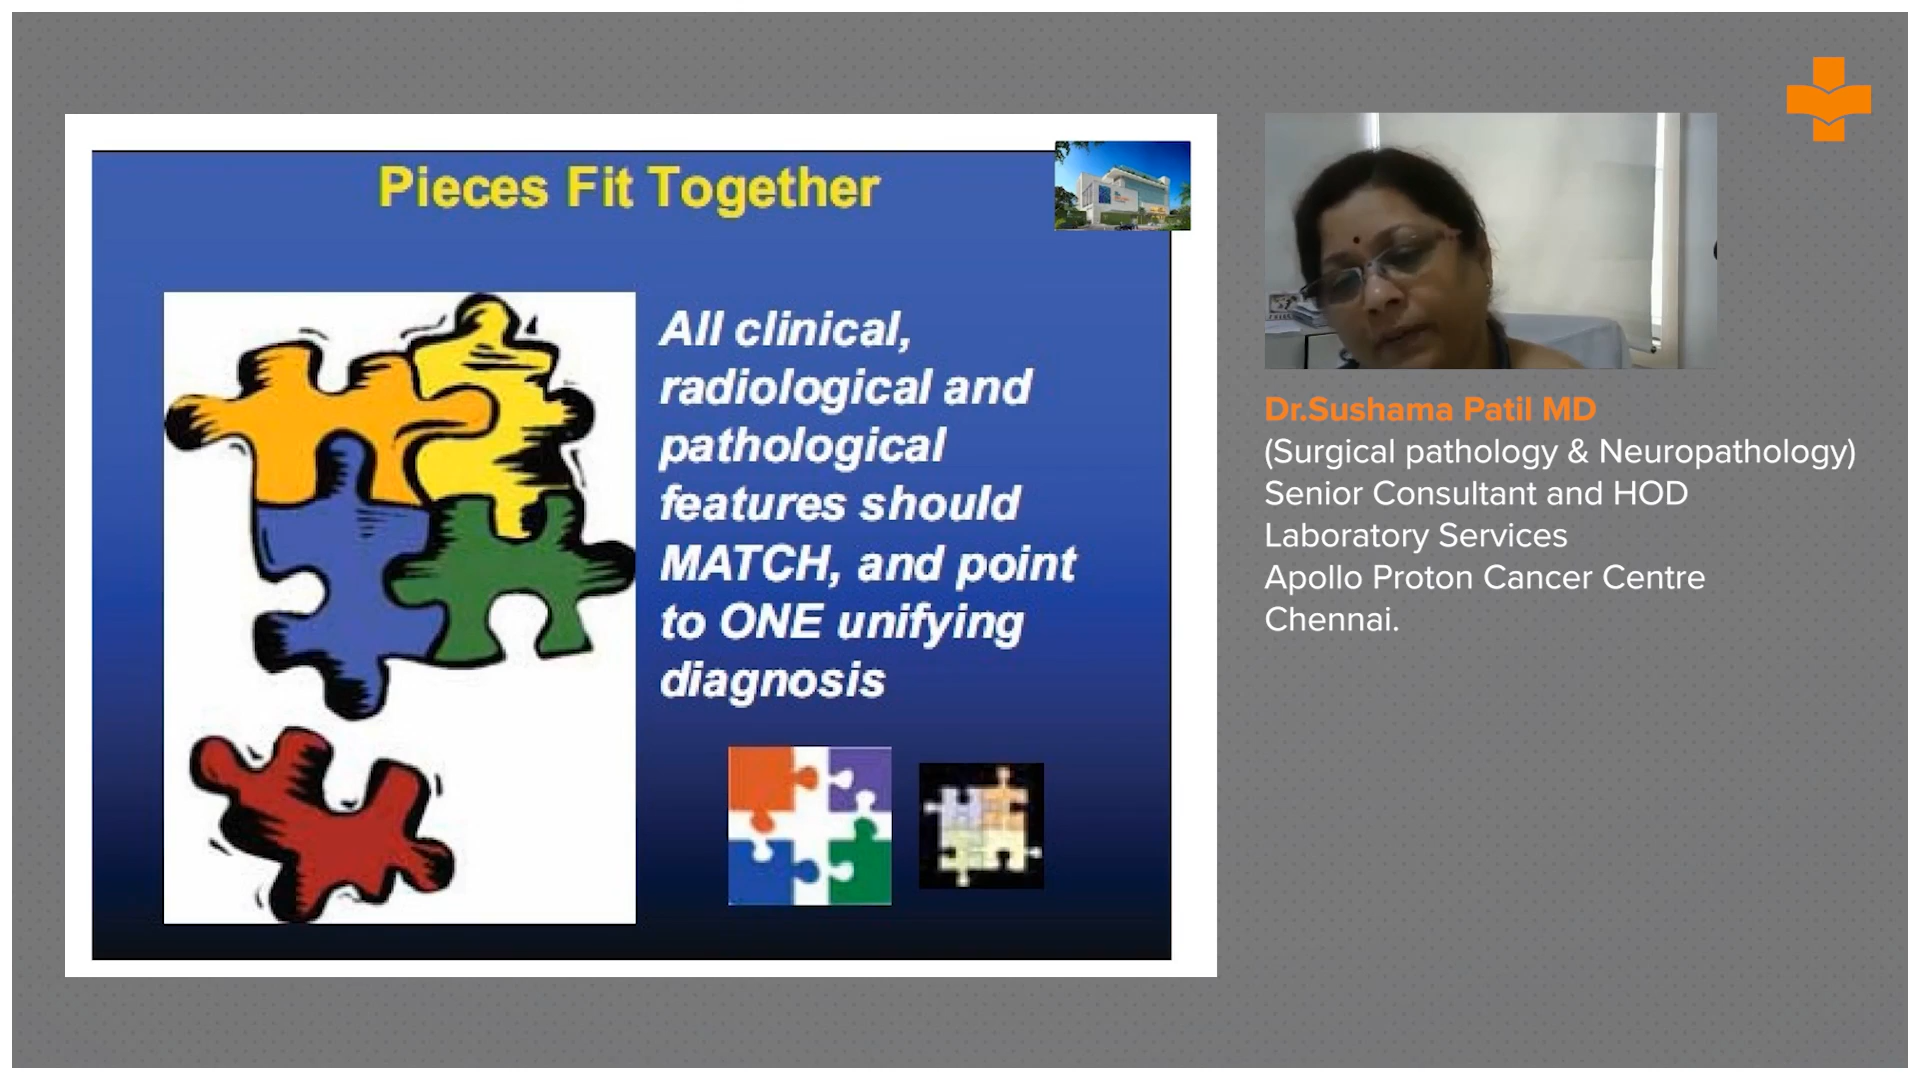 Pieces Fit Together
All clinical,
radiological and
pathological
features should
MATCH, and point
to ONE unifying
diagnosis
Dr.Sushama Patil MD
(Surgical pathology & Neuropathology)
Senior Consultant and HOD
Laboratory Services
Apollo Proton Cancer Centre
Chennai.